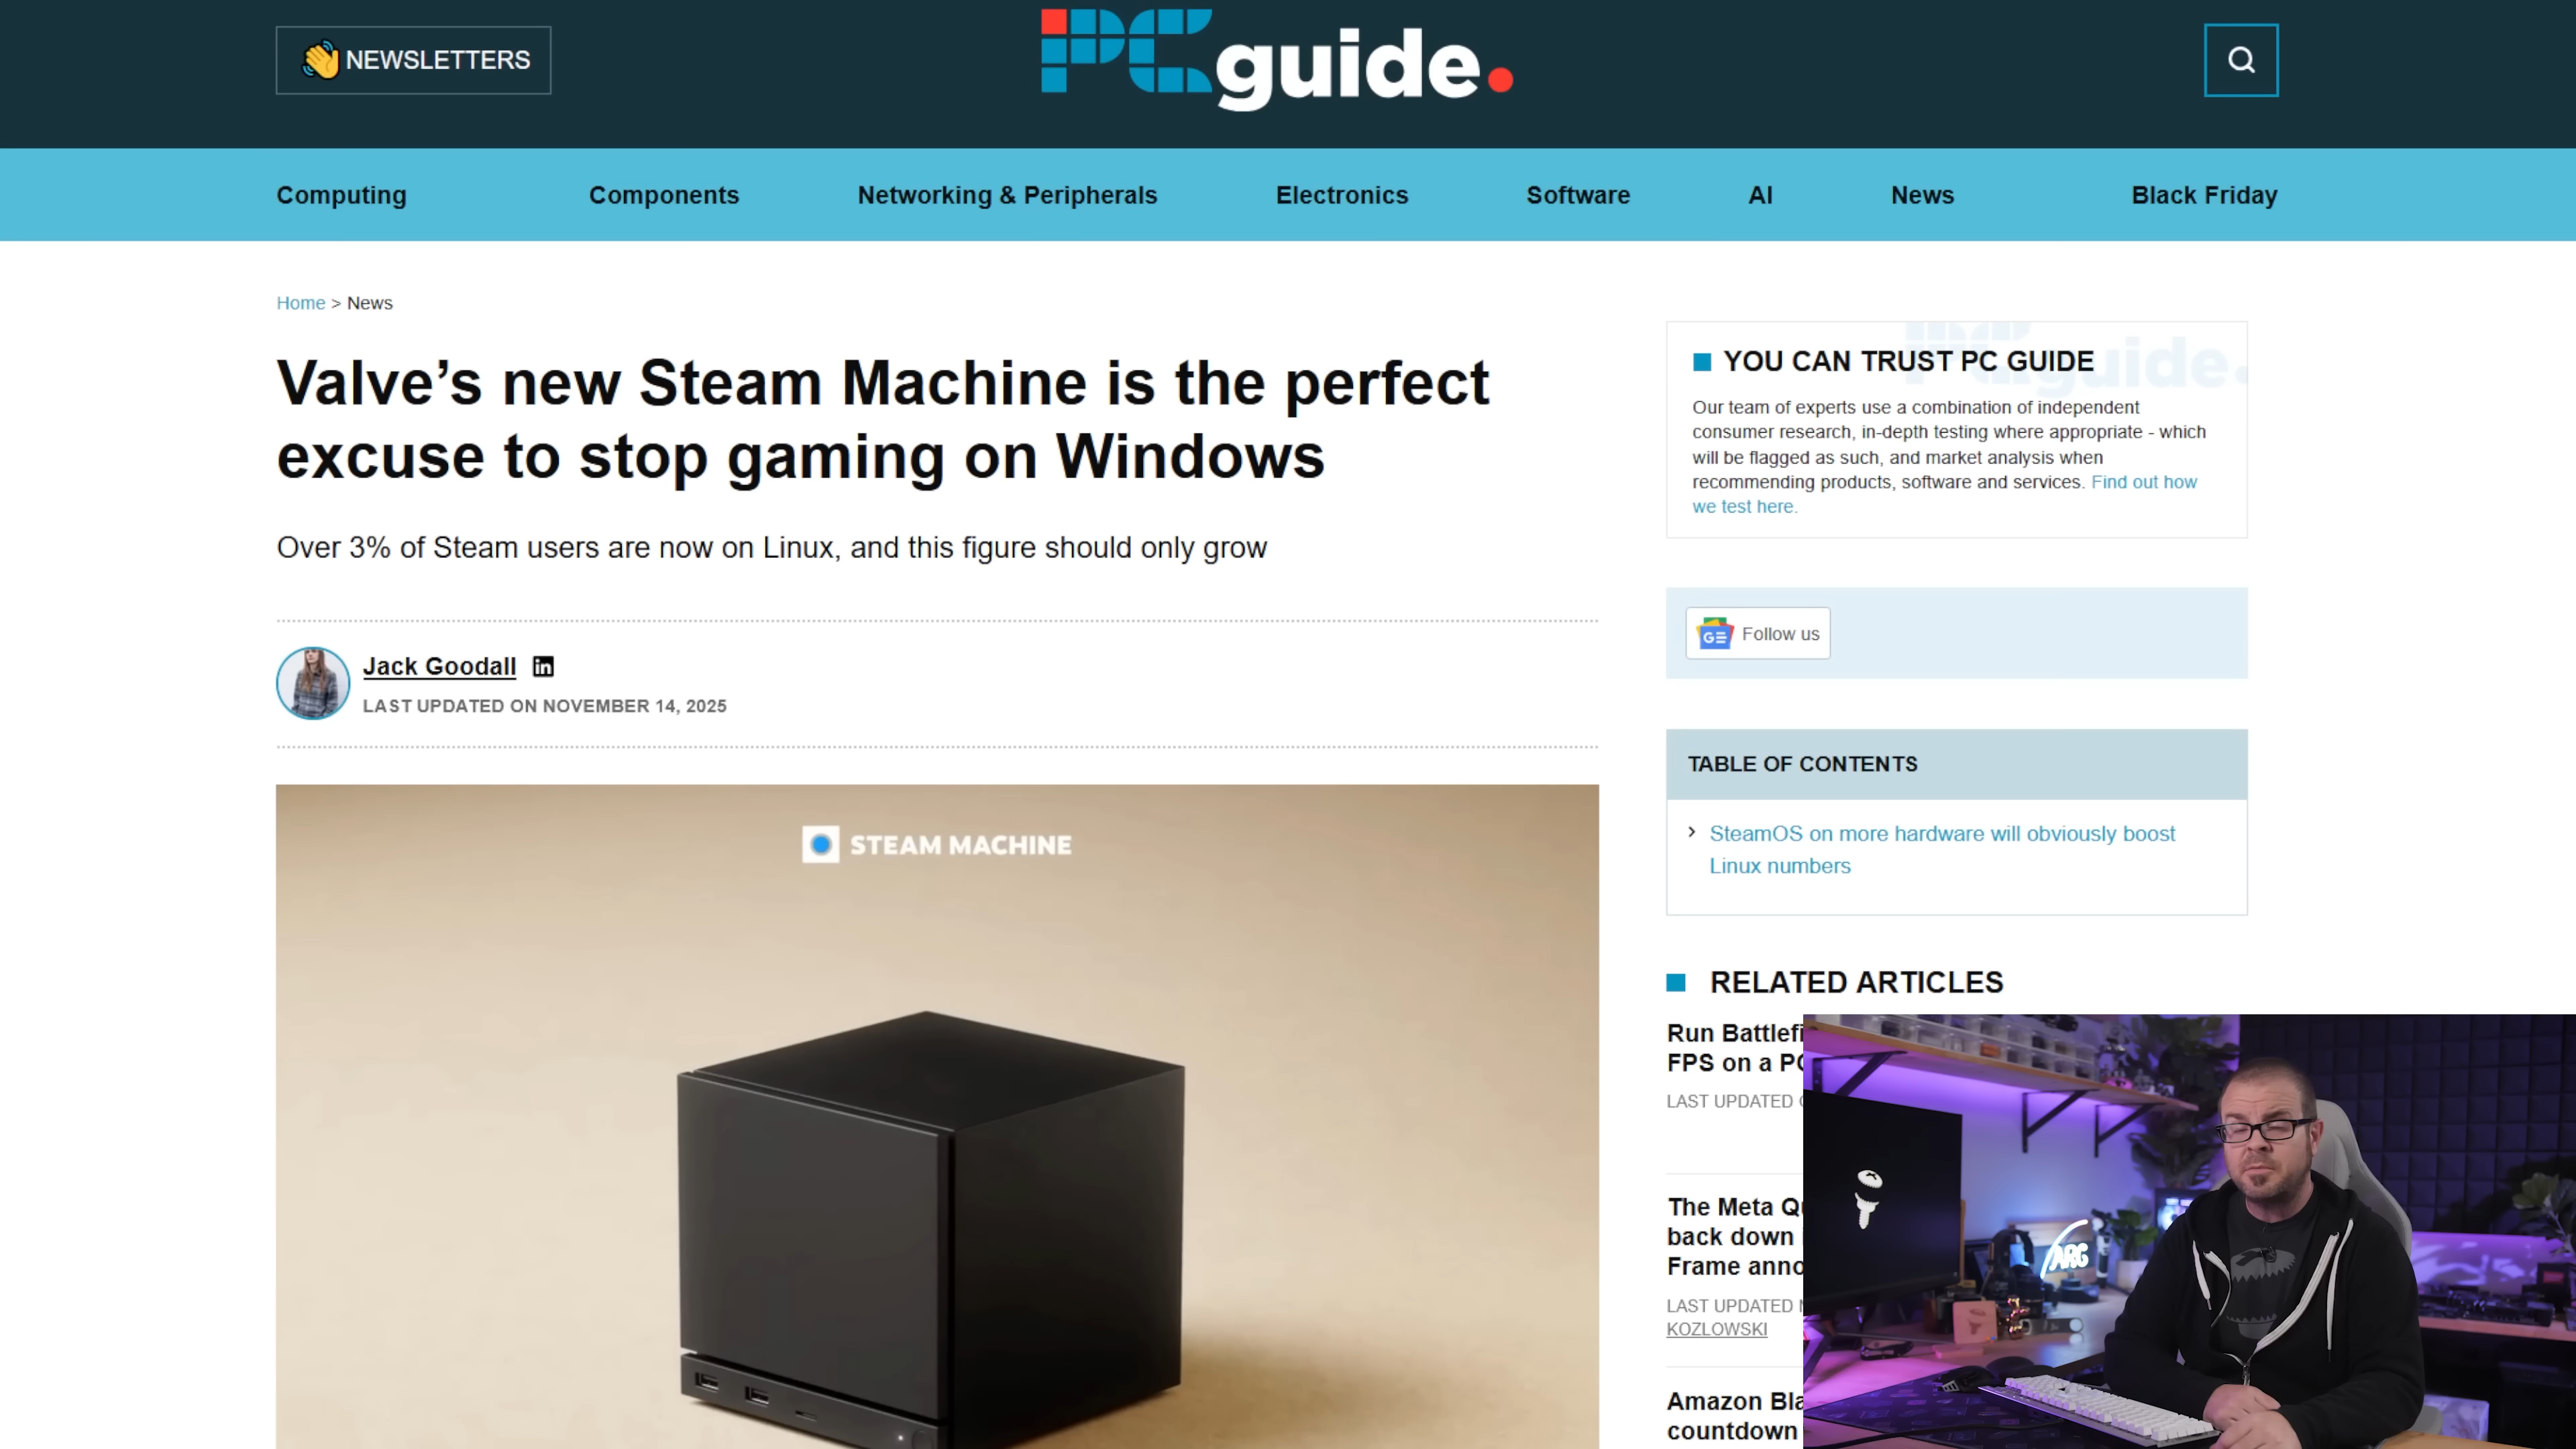 👋 NEWSLETTERS
PCguide.
Computing
Components
Networking & Peripherals
Electronics
Software
AI
News
Black Friday
Home > News
Valve’s new Steam Machine is the perfect
excuse to stop gaming on Windows
Over 3% of Steam users are now on Linux, and this figure should only grow
Jack Goodall
in
LAST UPDATED ON NOVEMBER 14, 2025
STEAM MACHINE
YOU CAN TRUST PC GUIDE
Our team of experts use a combination of independent
consumer research, in-depth testing where appropriate - which
will be flagged as such, and market analysis when
recommending products, software and services. Find out how
we test here.
GE Follow us
TABLE OF CONTENTS
SteamOS on more hardware will obviously boost
Linux numbers
RELATED ARTICLES
Run
FPS on a
LAST UPDATED
The Meta
back down
Frame
LAST UPDATED
KOZLOWSKI
Amazon
countdown
ARG